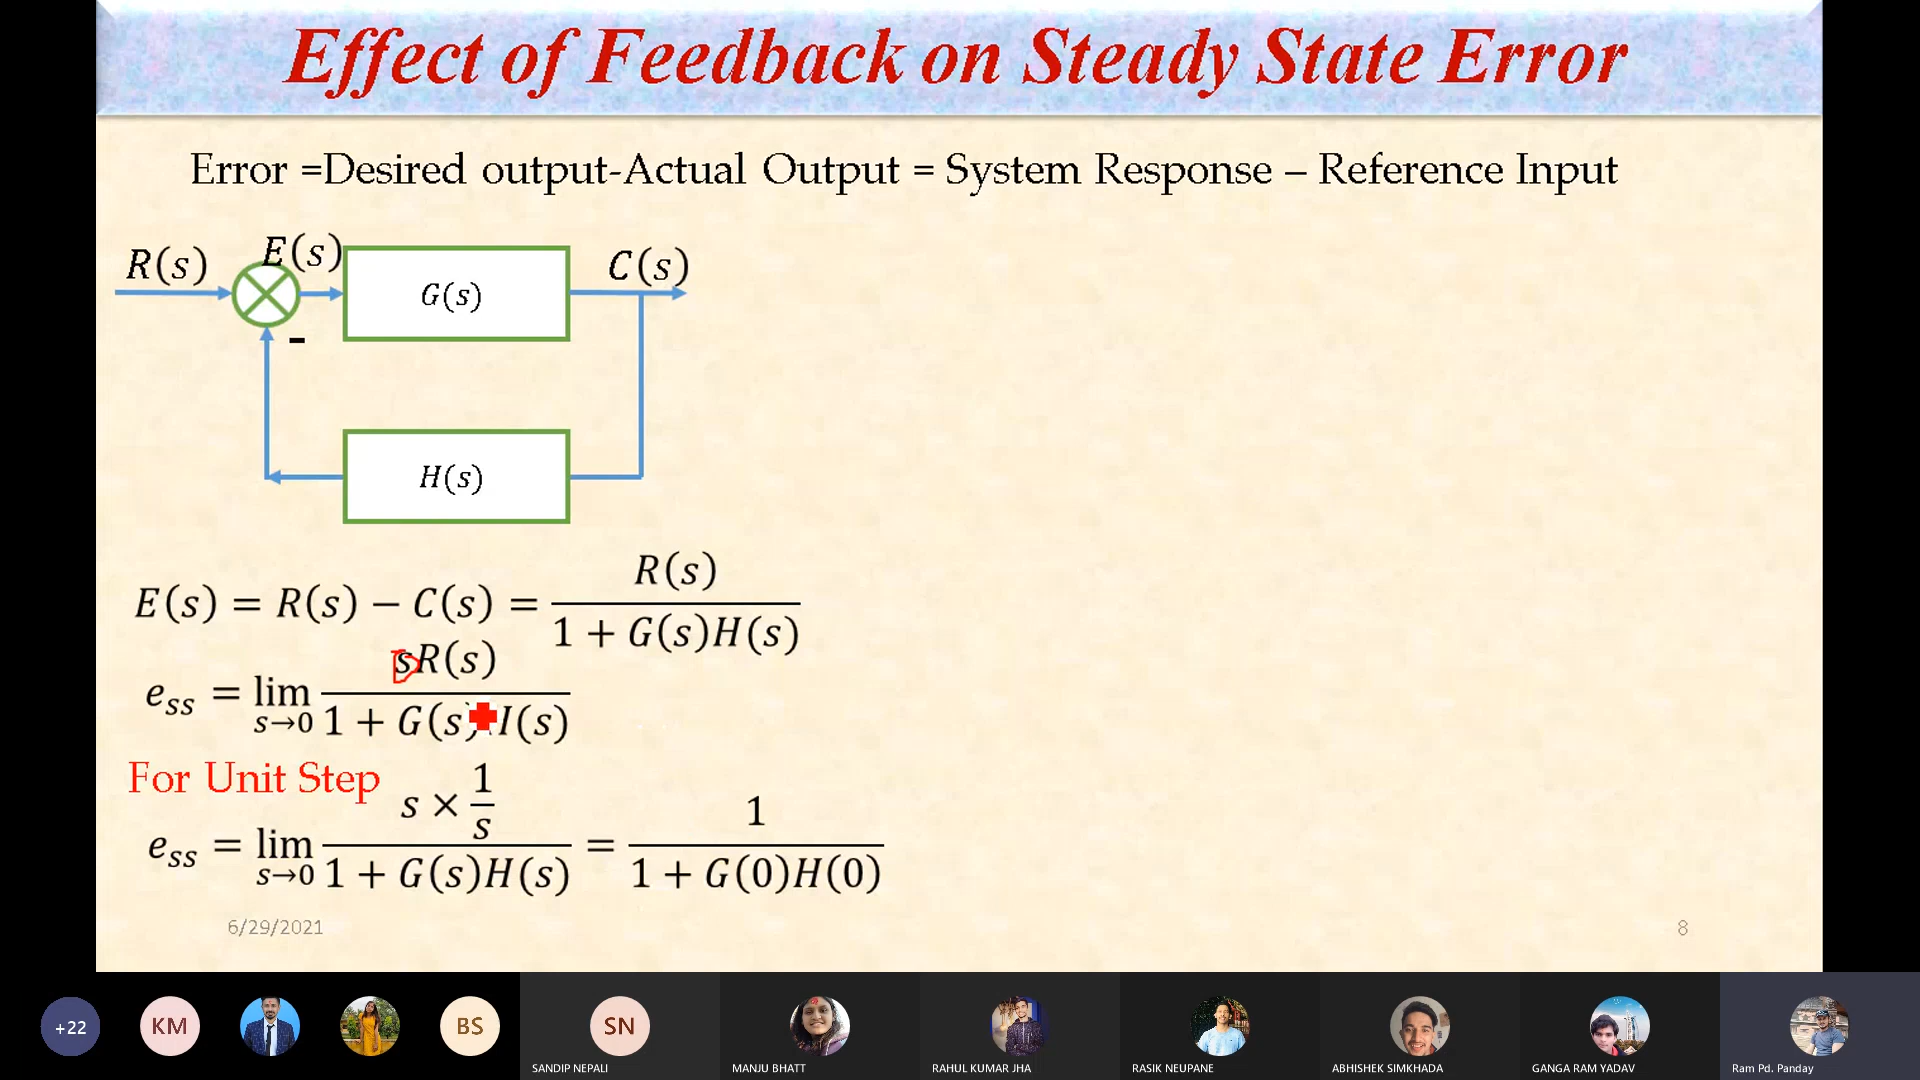 Effect of Feedback on Steady State Error
Error =Desired output-Actual Output = System Response – Reference Input
R(s)
E(s)
G(s)
C(s)
-
H(s)
E(s) = R(s) − C(s) = R(s) / 1 + G(s)H(s)
e_ss = lim s→0 sR(s) / 1 + G(s)H(s)
For Unit Step
e_ss = lim s→0 s × 1/s / 1 + G(s)H(s) = 1 / 1 + G(0)H(0)
6/29/2021
8
+22
KM
BS
SN
SANDIP NEPALI
MANJU BHATT
RAHUL KUMAR JHA
RASIK NEUPANE
ABHISHEK SIMKHADA
GANGA RAM YADAV
Ram Pd. Panday